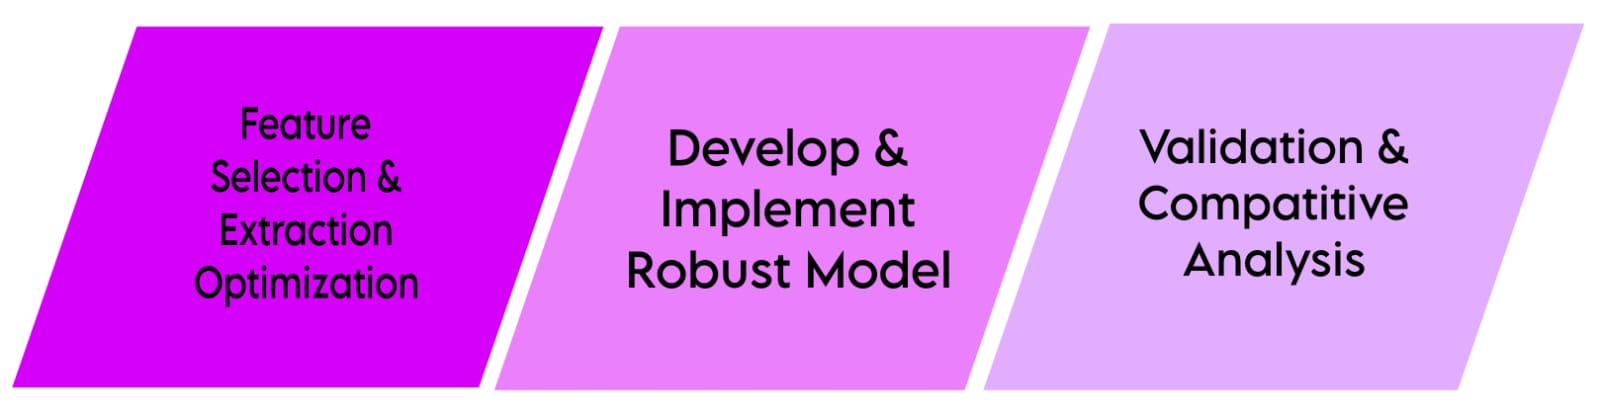 Feature
Selection &
Extraction
Optimization
Develop &
Implement
Robust Model
Validation &
Compatitive
Analysis